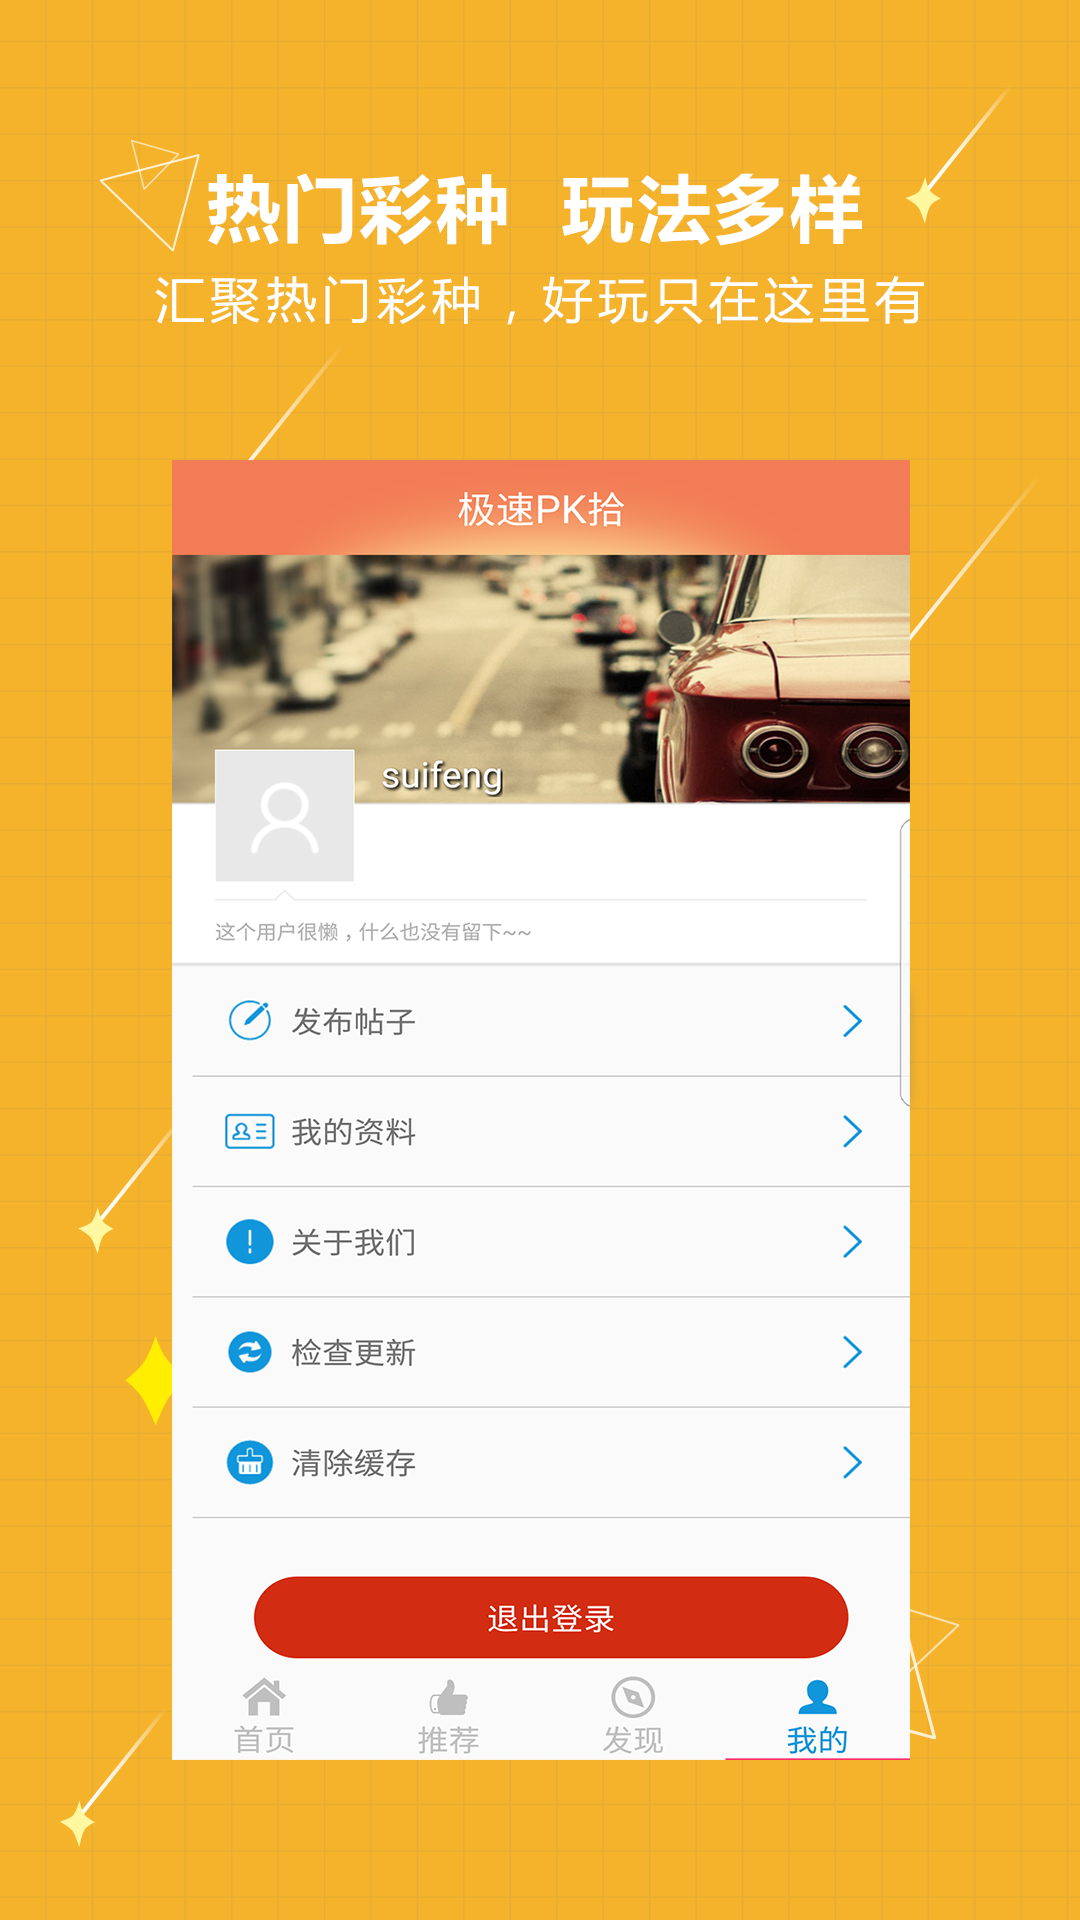 热门彩种 玩法多样
汇聚热门彩种，好玩只在这里有
极速PK拾
suifeng
这个用户很懒，什么也没有留下~~
发布帖子
我的资料
关于我们
检查更新
清除缓存
退出登录
首页 推荐 发现 我的